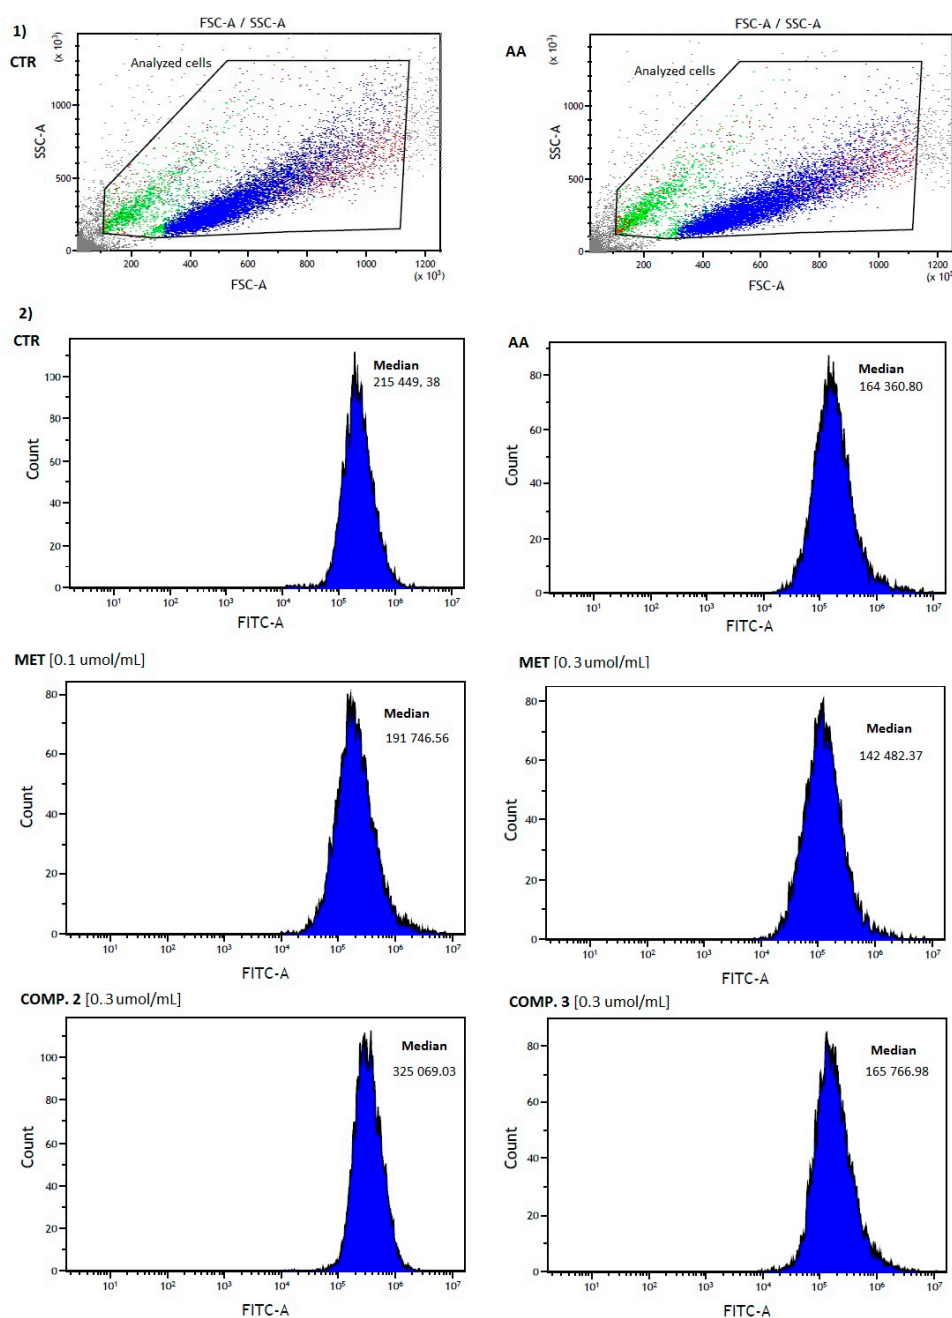 1)
CTR
FSC-A / SSC-A
(x 10³)
Analyzed cells
SSC-A
1000
500
0
200 400 600 800 1000 1200
(x 10³)
FSC-A
AA
FSC-A / SSC-A
(x 10³)
Analyzed cells
SSC-A
1000
500
0
200 400 600 800 1000 1200
(x 10³)
FSC-A
2)
CTR
Median
215 449, 38
Count
100
80
60
40
20
0
10¹ 10² 10³ 10⁴ 10⁵ 10⁶ 10⁷
FITC-A
AA
Median
164 360.80
Count
80
60
40
20
0
10¹ 10² 10³ 10⁴ 10⁵ 10⁶ 10⁷
FITC-A
MET [0.1 umol/mL]
Median
191 746.56
Count
80
60
40
20
0
10¹ 10² 10³ 10⁴ 10⁵ 10⁶ 10⁷
FITC-A
MET [0.3 umol/mL]
Median
142 482.37
Count
80
60
40
20
0
10¹ 10² 10³ 10⁴ 10⁵ 10⁶ 10⁷
FITC-A
COMP. 2 [0.3 umol/mL]
Median
325 069.03
Count
100
80
60
40
20
0
10¹ 10² 10³ 10⁴ 10⁵ 10⁶ 10⁷
FITC-A
COMP. 3 [0.3 umol/mL]
Median
165 766.98
Count
80
60
40
20
0
10¹ 10² 10³ 10⁴ 10⁵ 10⁶ 10⁷
FITC-A